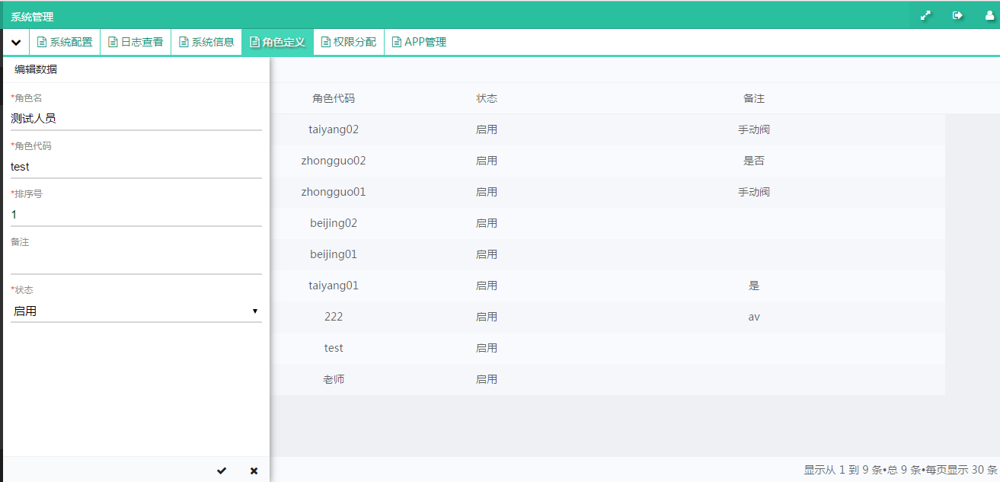 系统管理
系统配置 日志查看 系统信息 角色定义 权限分配 APP管理
编辑数据
*角色名
测试人员
*角色代码
test
*排序号
1
备注
*状态
启用
角色代码 状态 备注
taiyang02 启用 手动阀
zhongguo02 启用 是否
zhongguo01 启用 手动阀
beijing02 启用
beijing01 启用
taiyang01 启用 是
222 启用 av
test 启用
老师 启用
显示从 1 到 9 条•总 9 条•每页显示 30 条